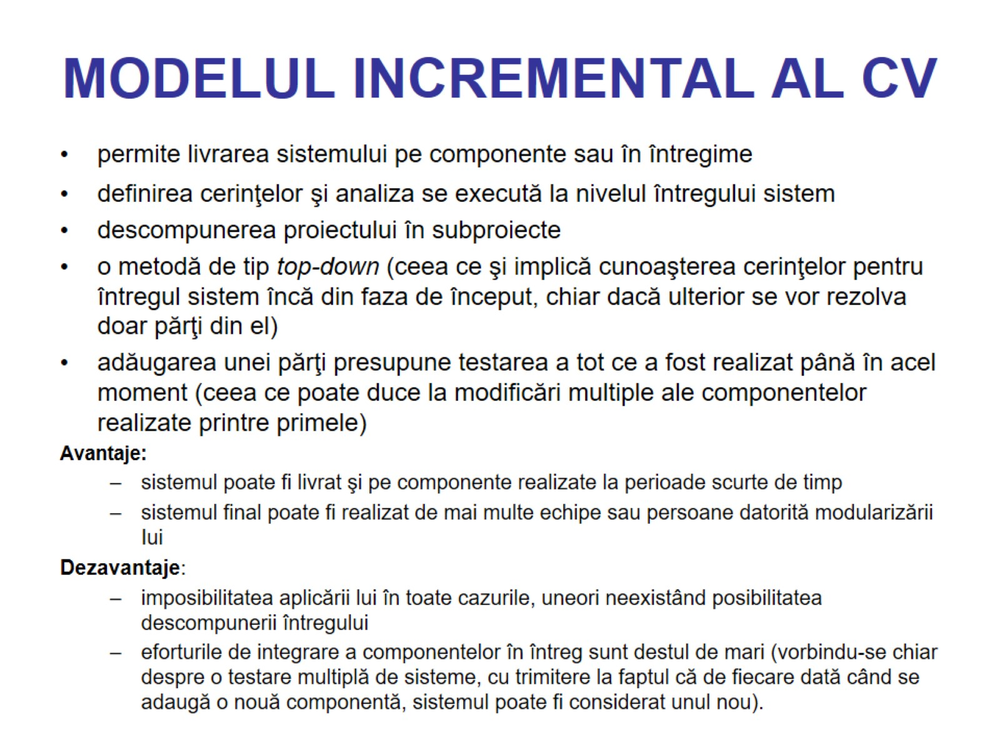 MODELUL INCREMENTAL AL CV
• permite livrarea sistemului pe componente sau în întregime
• definirea cerinţelor şi analiza se execută la nivelul întregului sistem
• descompunerea proiectului în subproiecte
• o metodă de tip top-down (ceea ce şi implică cunoaşterea cerinţelor pentru
întregul sistem încă din faza de început, chiar dacă ulterior se vor rezolva
doar părţi din el)
• adăugarea unei părţi presupune testarea a tot ce a fost realizat până în acel
moment (ceea ce poate duce la modificări multiple ale componentelor
realizate printre primele)
Avantaje:
– sistemul poate fi livrat şi pe componente realizate la perioade scurte de timp
– sistemul final poate fi realizat de mai multe echipe sau persoane datorită modularizării
lui
Dezavantaje:
– imposibilitatea aplicării lui în toate cazurile, uneori neexistând posibilitatea
descompunerii întregului
– eforturile de integrare a componentelor în întreg sunt destul de mari (vorbindu-se chiar
despre o testare multiplă de sisteme, cu trimitere la faptul că de fiecare dată când se
adaugă o nouă componentă, sistemul poate fi considerat unul nou).